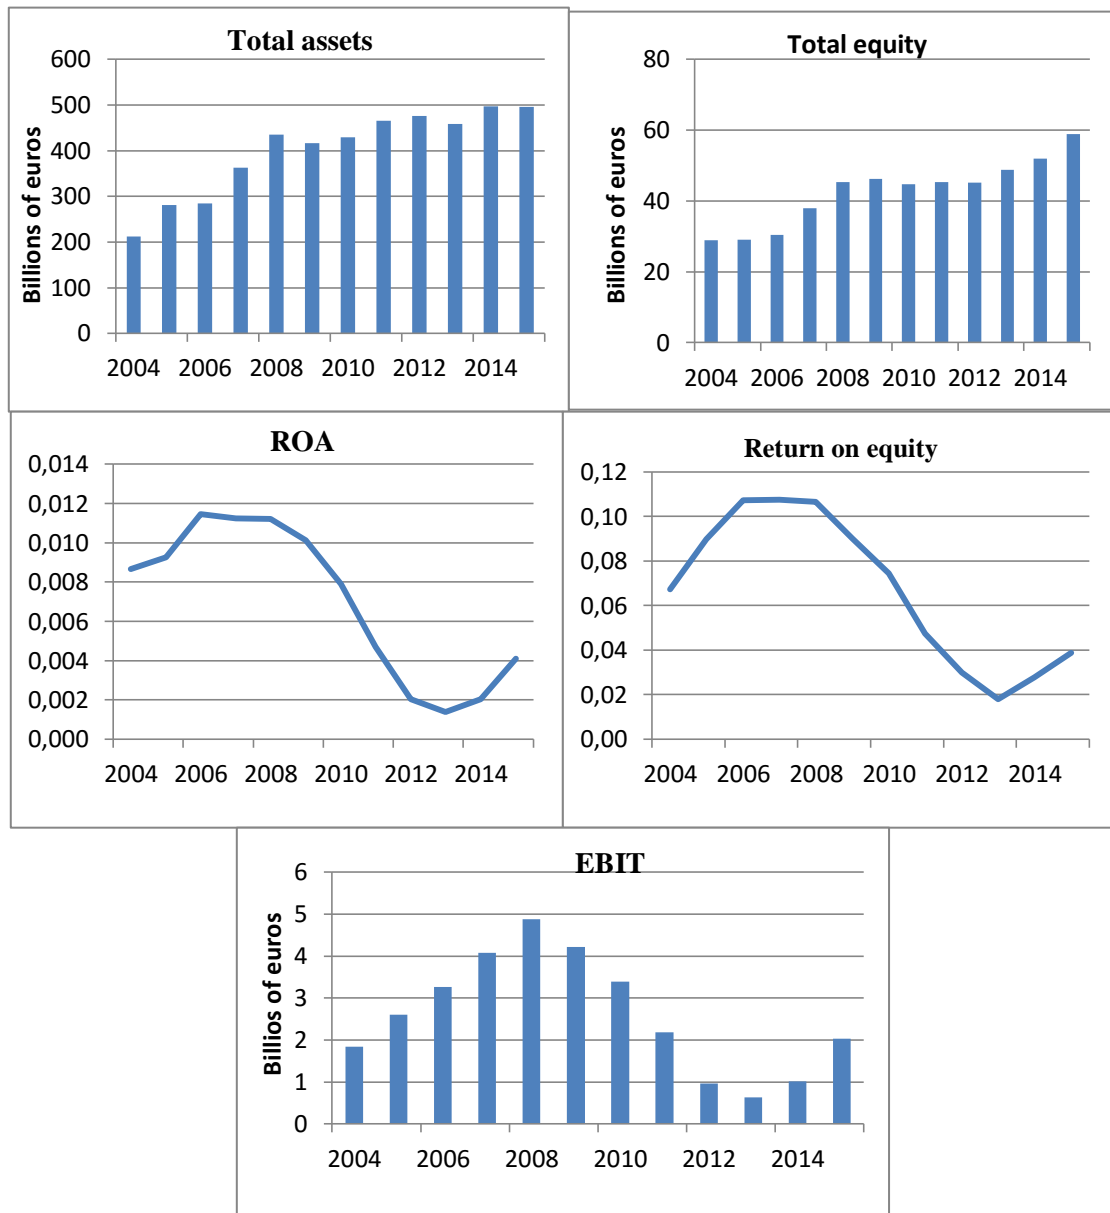 Total assets
Billions of euros
600
500
400
300
200
100
0
2004 2006 2008 2010 2012 2014
Total equity
80
60
40
20
0
2004 2006 2008 2010 2012 2014
Billions of euros
ROA
0,014
0,012
0,010
0,008
0,006
0,004
0,002
0,000
2004 2006 2008 2010 2012 2014
Return on equity
0,12
0,10
0,08
0,06
0,04
0,02
0,00
2004 2006 2008 2010 2012 2014
EBIT
Billios of euros
6
5
4
3
2
1
0
2004 2006 2008 2010 2012 2014